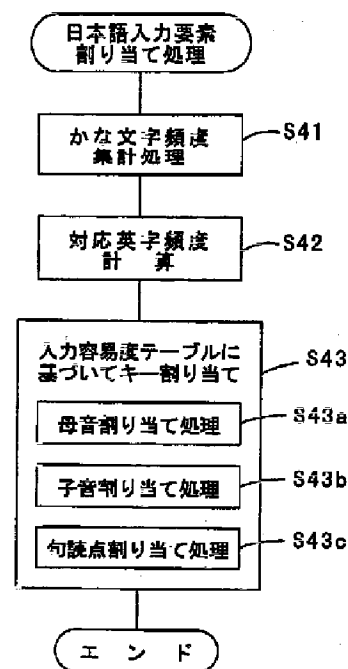 日本語入力要素
割り当て処理
かな文字頻度
集計処理
S41
対応英字頻度
計 算
S42
入力容易度テーブルに
基づいてキー割り当て
S43
母音割り当て処理
S43a
子音割り当て処理
S43b
句読点割り当て処理
S43c
エ ン ド